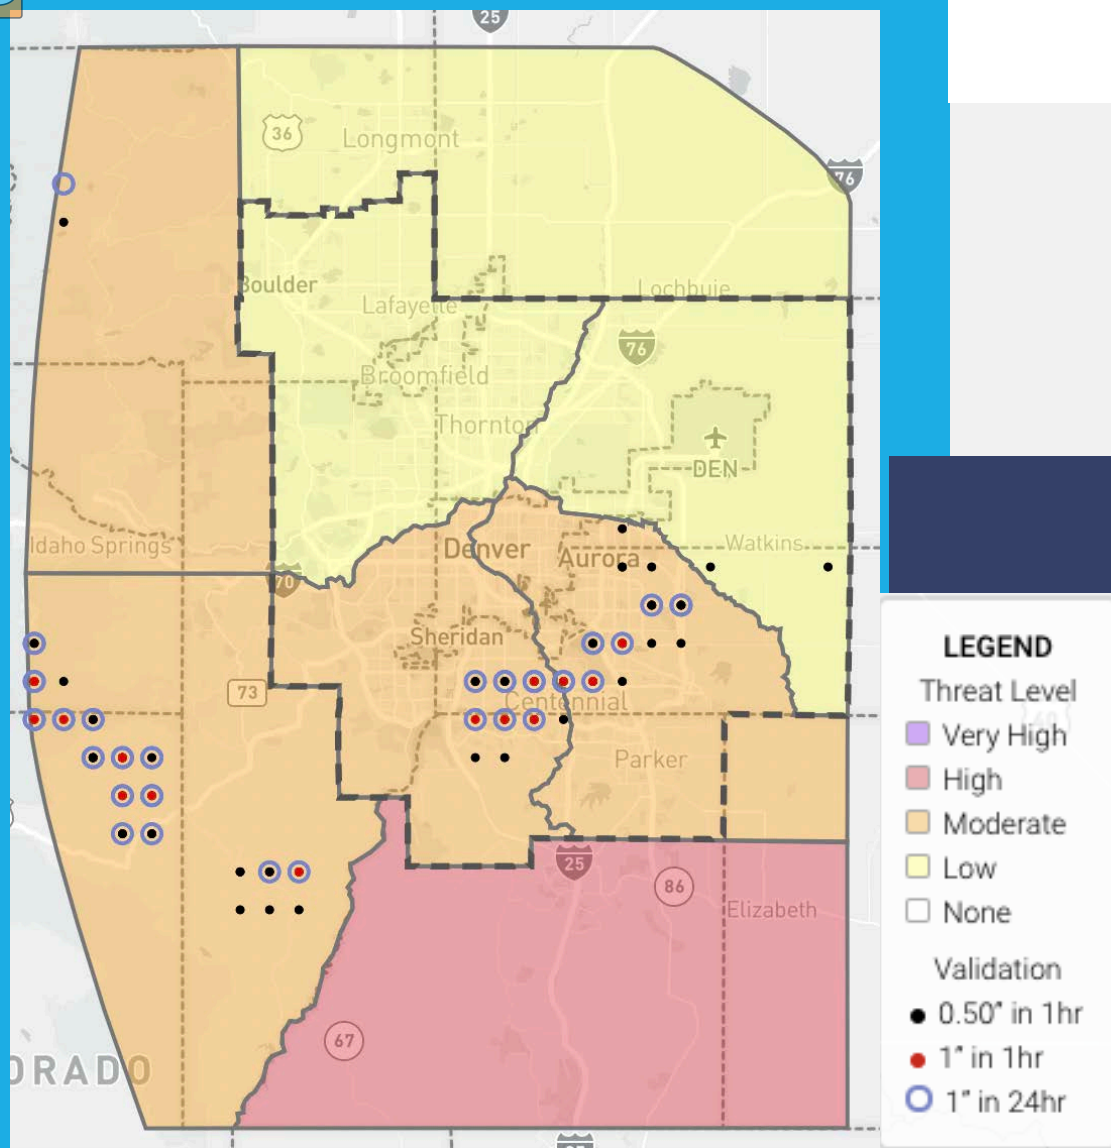 25
36
Longmont
76
Boulder
Lochbuie
Lafayette
76
Broomfield
Thornton
DEN
Idaho Springs
Denver
Watkins
Aurora
70
Sheridan
LEGEND
Threat Level
73
Centennial
Very High
Parker
High
Moderate
25
Low
86
Elizabeth
None
Validation
0.50" in 1hr
67
1" in 1hr
ORADO
1" in 24hr